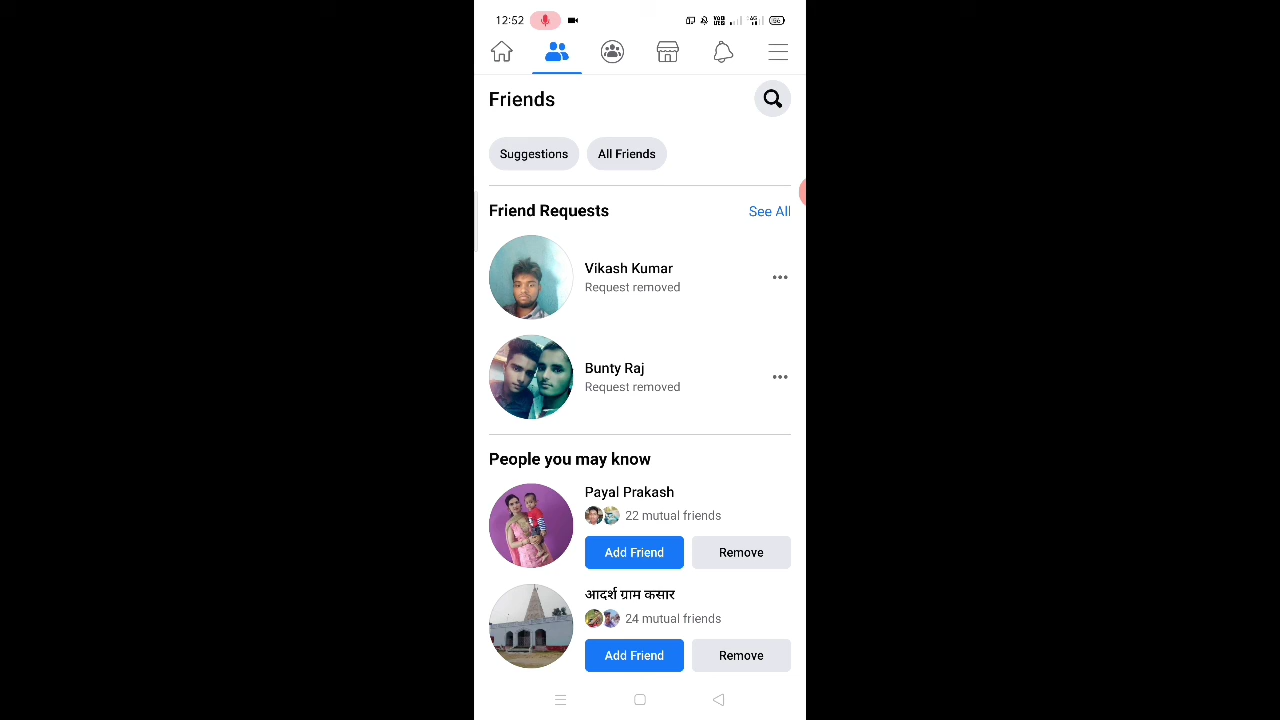 12:52
Friends
Suggestions All Friends
Friend Requests See All
Vikash Kumar
Request removed
Bunty Raj
Request removed
People you may know
Payal Prakash
22 mutual friends
Add Friend Remove
आदर्श ग्राम कसार
24 mutual friends
Add Friend Remove